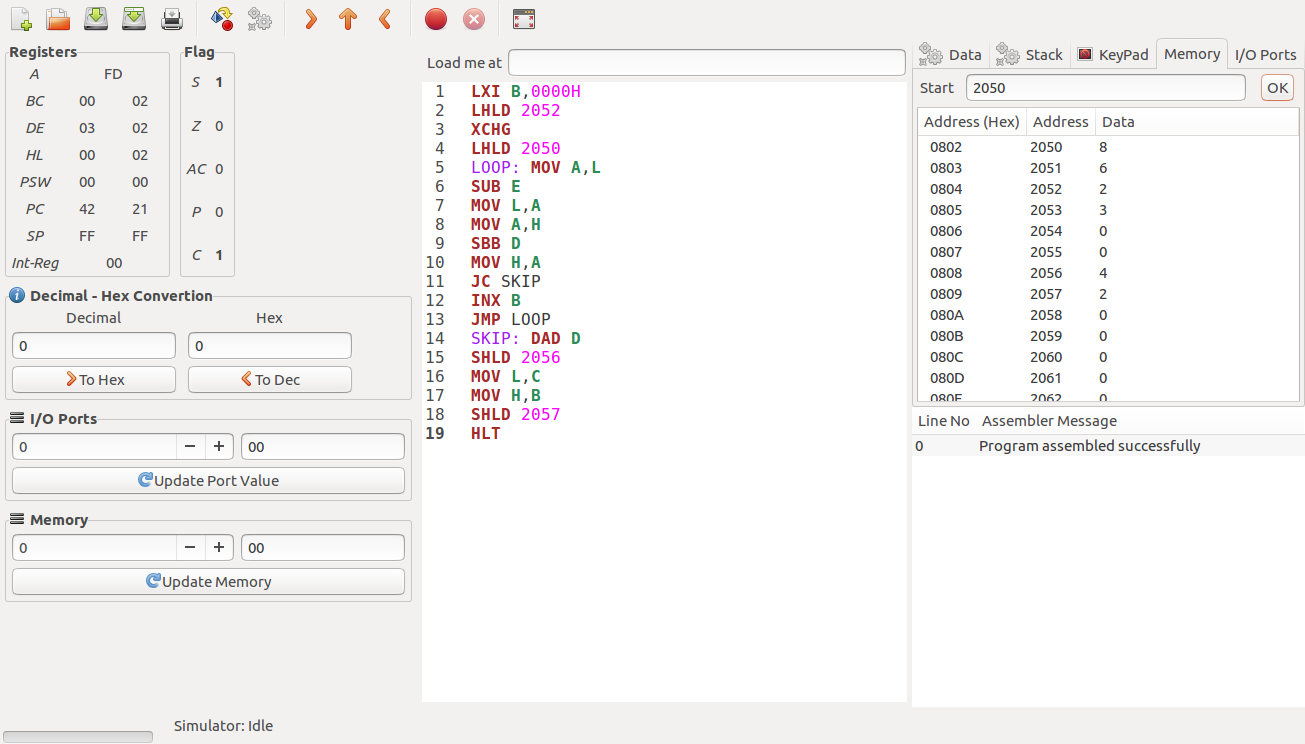 Registers
A FD
BC 00 02
DE 03 02
HL 00 02
PSW 00 00
PC 42 21
SP FF FF
Int-Reg 00
Flag
S 1
Z 0
AC 0
P 0
C 1
Decimal - Hex Convertion
Decimal Hex
0 0
To Hex To Dec
I/O Ports
0 − + 00
Update Port Value
Memory
0 − + 00
Update Memory
Simulator: Idle
Load me at
1 LXI B,0000H
2 LHLD 2052
3 XCHG
4 LHLD 2050
5 LOOP: MOV A,L
6 SUB E
7 MOV L,A
8 MOV A,H
9 SBB D
10 MOV H,A
11 JC SKIP
12 INX B
13 JMP LOOP
14 SKIP: DAD D
15 SHLD 2056
16 MOV L,C
17 MOV H,B
18 SHLD 2057
19 HLT
Data Stack KeyPad Memory I/O Ports
Start 2050 OK
Address (Hex) Address Data
0802 2050 8
0803 2051 6
0804 2052 2
0805 2053 3
0806 2054 0
0807 2055 0
0808 2056 4
0809 2057 2
080A 2058 0
080B 2059 0
080C 2060 0
080D 2061 0
080E 2062 0
Line No Assembler Message
0 Program assembled successfully